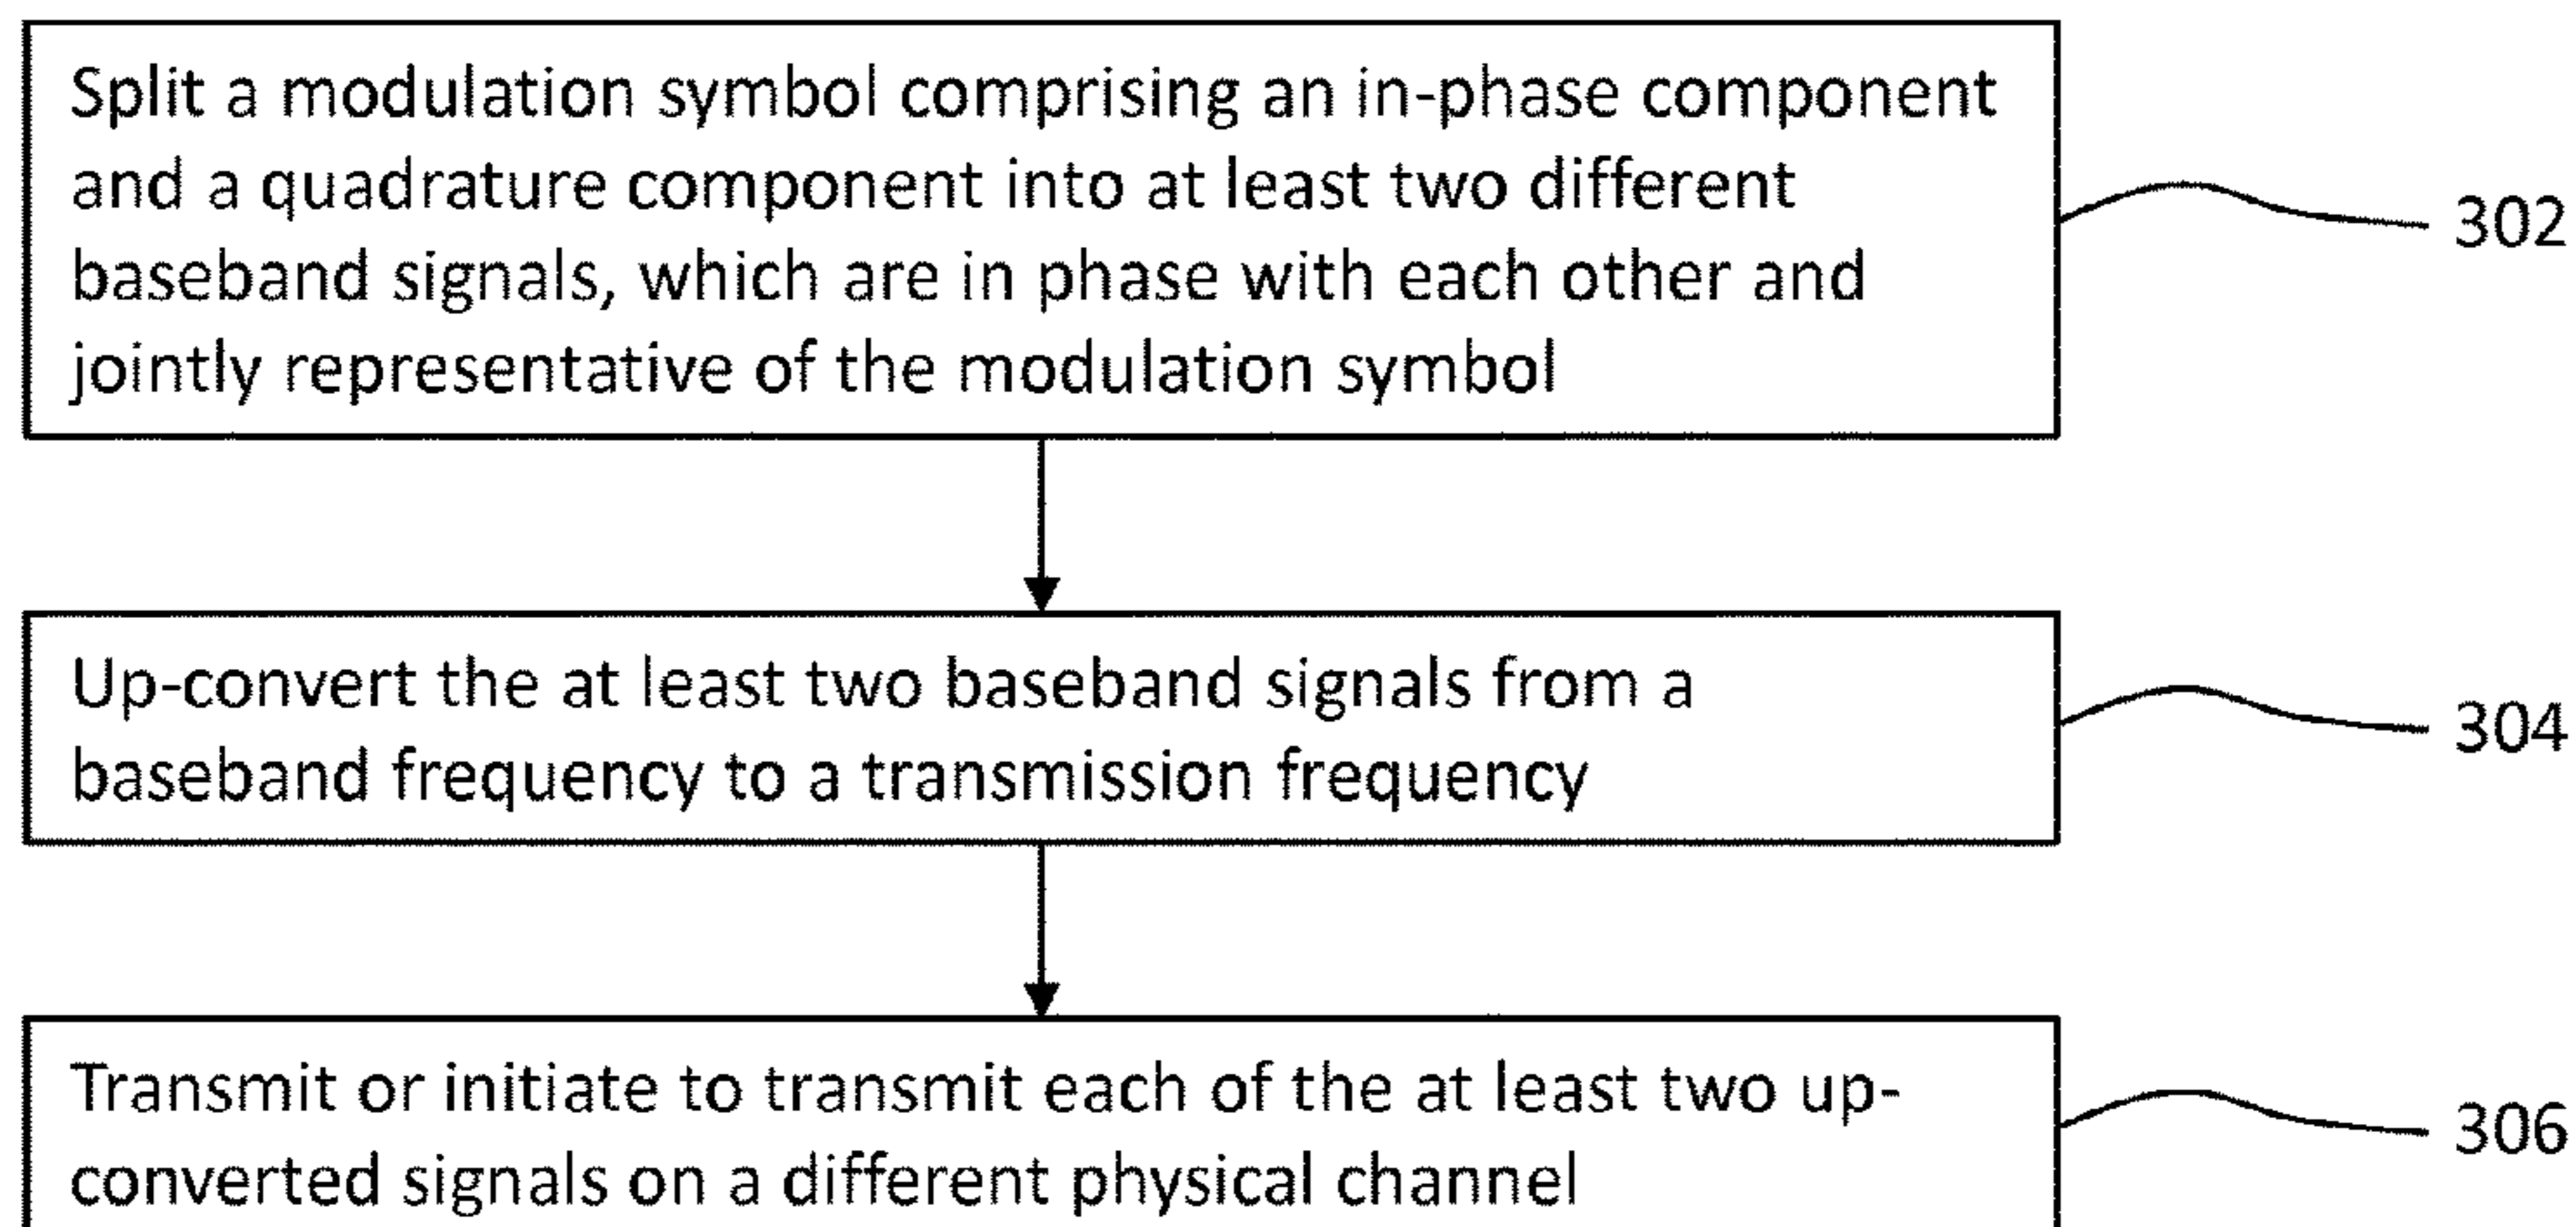 Split a modulation symbol comprising an in-phase component
and a quadrature component into at least two different
baseband signals, which are in phase with each other and
jointly representative of the modulation symbol
302
Up-convert the at least two baseband signals from a
baseband frequency to a transmission frequency
304
Transmit or initiate to transmit each of the at least two up-
converted signals on a different physical channel
306